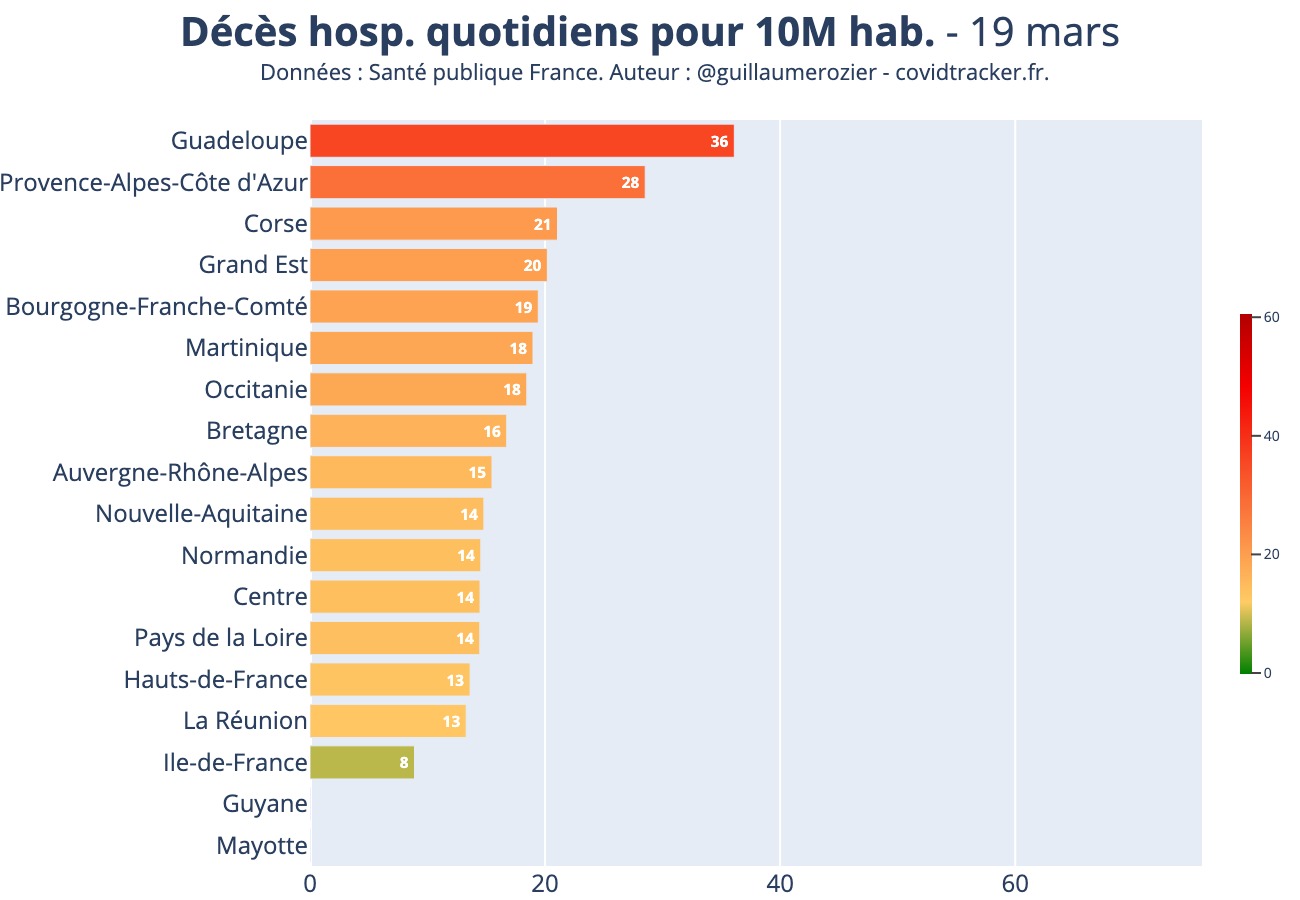 Décès hosp. quotidiens pour 10M hab. - 19 mars
Données : Santé publique France. Auteur : @guillaumerozier - covidtracker.fr.
Guadeloupe 36
Provence-Alpes-Côte d'Azur 28
Corse 21
Grand Est 20
Bourgogne-Franche-Comté 19
Martinique 18
Occitanie 18
Bretagne 16
Auvergne-Rhône-Alpes 15
Nouvelle-Aquitaine 14
Normandie 14
Centre 14
Pays de la Loire 14
Hauts-de-France 13
La Réunion 13
Ile-de-France 8
Guyane
Mayotte
0 20 40 60
60
40
20
0